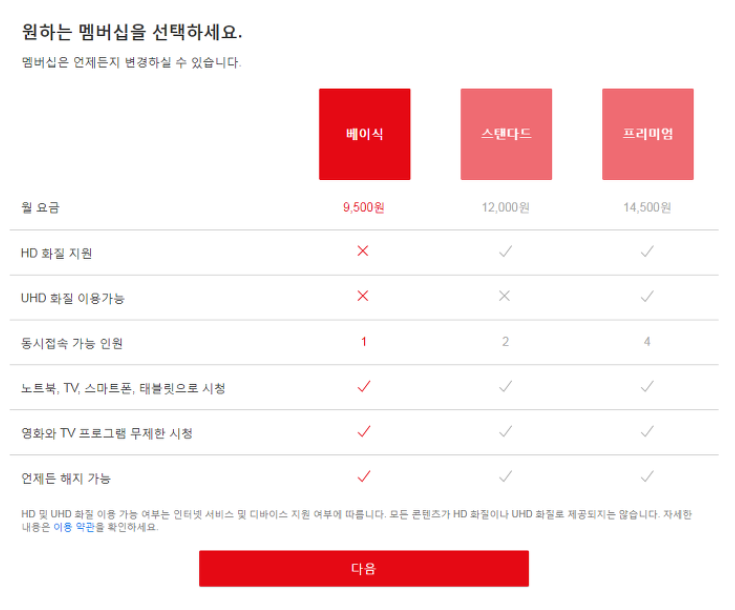 원하는 멤버십을 선택하세요.
멤버십은 언제든지 변경하실 수 있습니다.
베이식 스탠다드 프리미엄
월 요금 9,500원 12,000원 14,500원
HD 화질 지원
UHD 화질 이용가능
동시접속 가능 인원 1 2 4
노트북, TV, 스마트폰, 태블릿으로 시청
영화와 TV 프로그램 무제한 시청
언제든 해지 가능
HD 및 UHD 화질 이용 가능 여부는 인터넷 서비스 및 디바이스 지원 여부에 따릅니다. 모든 콘텐츠가 HD 화질이나 UHD 화질로 제공되지는 않습니다. 자세한
내용은 이용 약관을 확인하세요.
다음